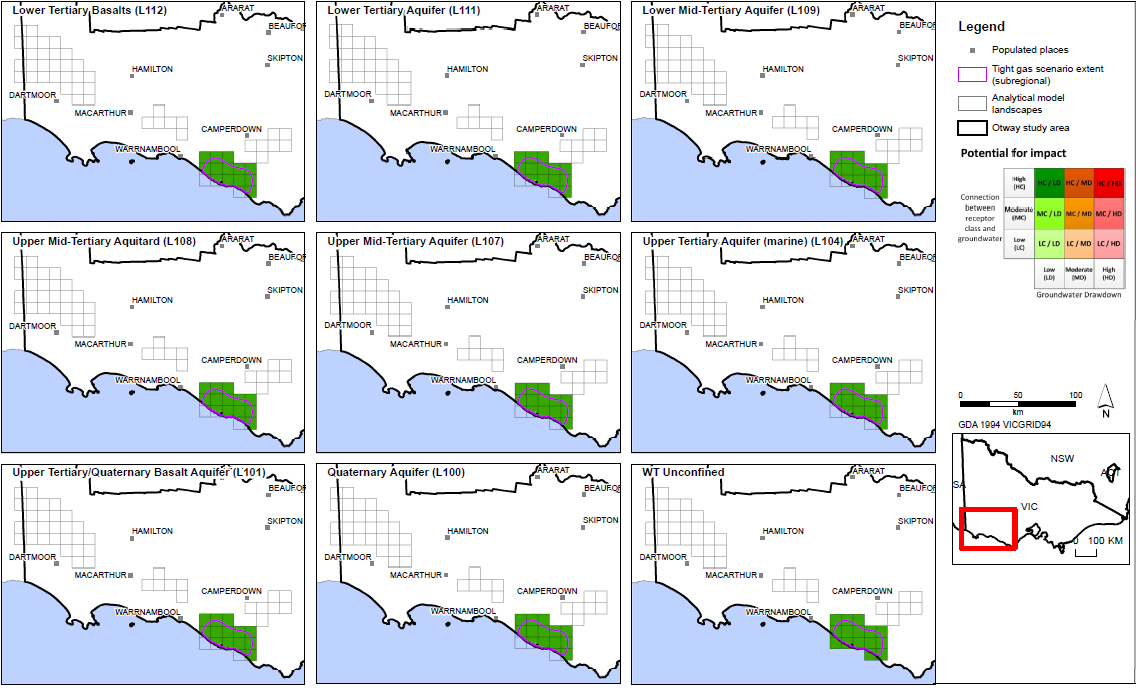 Lower Tertiary Basalts (L112)
ARARAT
BEAUFOR
SKIPTON
HAMILTON
DARTMOOR
MACARTHUR
CAMPERDOWN
WARRNAMBOOL
Lower Tertiary Aquifer (L111)
ARARAT
BEAUFOR
SKIPTON
HAMILTON
DARTMOOR
MACARTHUR
CAMPERDOWN
WARRNAMBOOL
Lower Mid-Tertiary Aquifer (L109)
ARARAT
BEAUFOR
SKIPTON
HAMILTON
DARTMOOR
MACARTHUR
CAMPERDOWN
WARRNAMBOOL
Upper Mid-Tertiary Aquitard (L108)
ARARAT
BEAUFOR
SKIPTON
HAMILTON
DARTMOOR
MACARTHUR
CAMPERDOWN
WARRNAMBOOL
Upper Mid-Tertiary Aquifer (L107)
ARARAT
BEAUFOR
SKIPTON
HAMILTON
DARTMOOR
MACARTHUR
CAMPERDOWN
WARRNAMBOOL
Upper Tertiary Aquifer (marine) (L104)
ARARAT
BEAUFOR
SKIPTON
HAMILTON
DARTMOOR
MACARTHUR
CAMPERDOWN
WARRNAMBOOL
Upper Tertiary/Quaternary Basalt Aquifer (L101)
ARARAT
BEAUFOR
SKIPTON
HAMILTON
DARTMOOR
MACARTHUR
CAMPERDOWN
WARRNAMBOOL
Quaternary Aquifer (L100)
ARARAT
BEAUFOR
SKIPTON
HAMILTON
DARTMOOR
MACARTHUR
CAMPERDOWN
WARRNAMBOOL
WT Unconfined
ARARAT
BEAUFOR
SKIPTON
HAMILTON
DARTMOOR
MACARTHUR
CAMPERDOWN
WARRNAMBOOL
Legend
Populated places
Tight gas scenario extent
(subregional)
Analytical model
landscapes
Otway study area
Potential for impact
Connection
between
receptor
class and
groundwater
High
(HC)
HC / LD HC / MD HC / HD
Moderate
(MC)
MC / LD MC / MD MC / HD
Low
(LC)
LC / LD LC / MD LC / HD
Low
(LD)
Moderate
(MD)
High
(HD)
Groundwater Drawdown
0 50 100
km
N
GDA 1994 VICGRID94
NSW
ACT
SA
VIC
0 100 KM